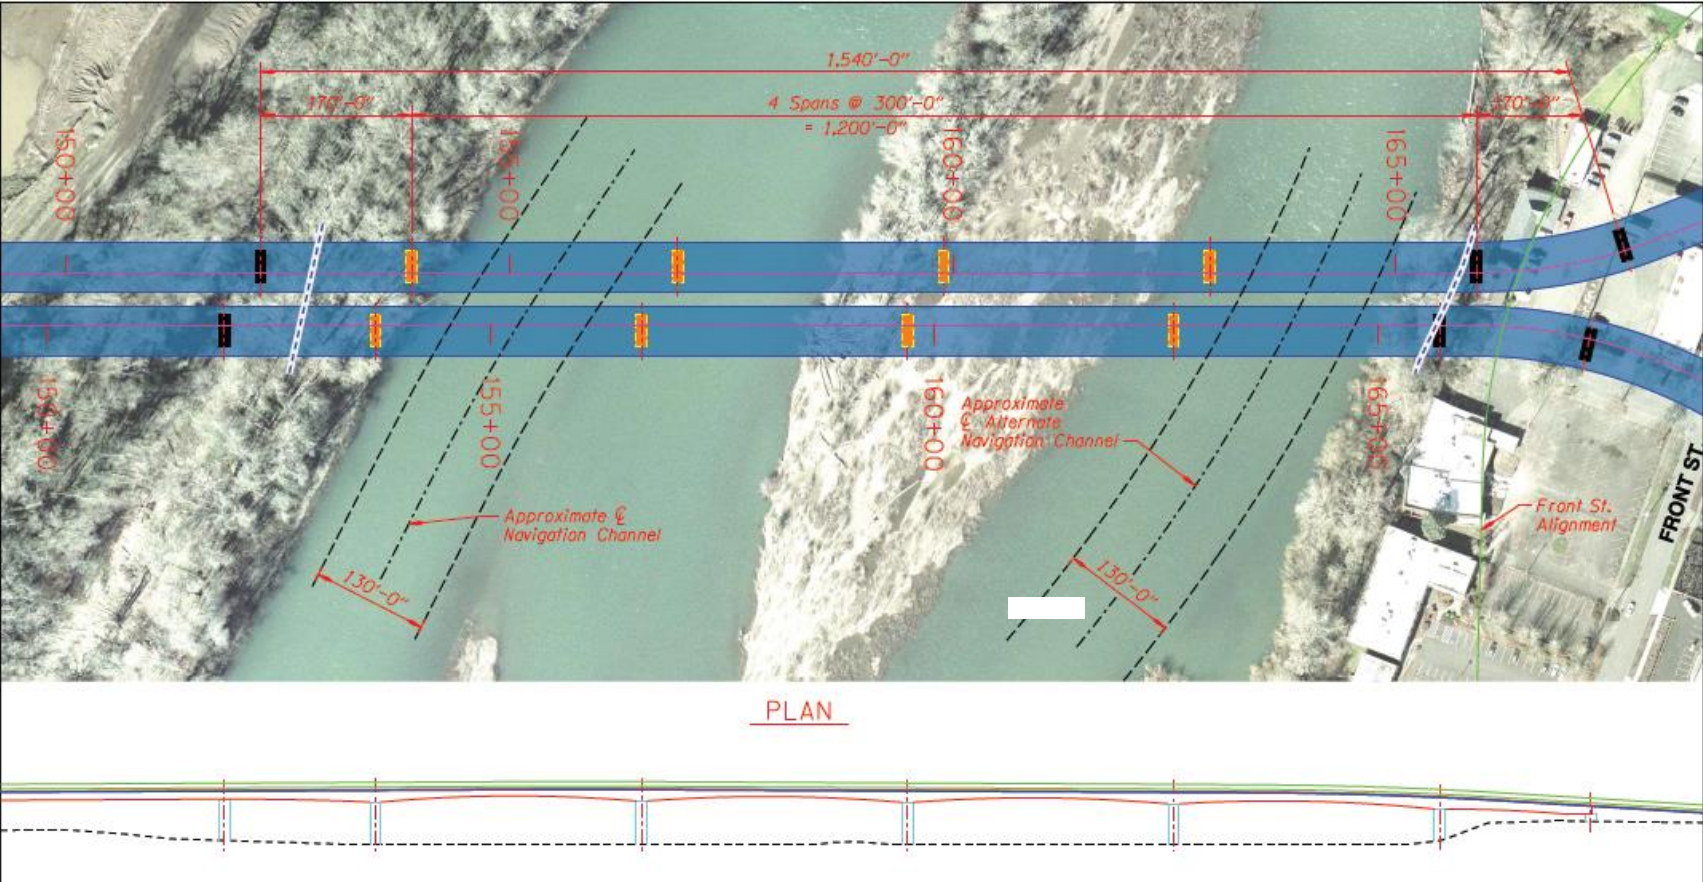 1,540'-0"
170'-0"
4 Spans @ 300'-0"
= 1,200'-0"
170'-0"
150+00
155+00
160+00
165+00
150+00
155+00
160+00
165+00
Approximate
℄ Alternate
Navigation Channel
Approximate ℄
Navigation Channel
Front St.
Alignment
FRONT ST
130'-0"
130'-0"
PLAN